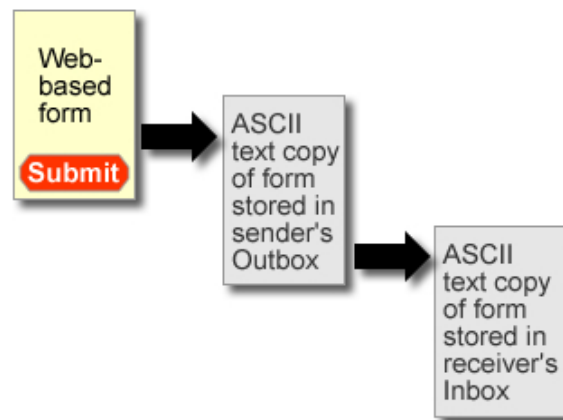 Web-
based
form
Submit
ASCII
text copy
of form
stored in
sender's
Outbox
ASCII
text copy
of form
stored in
receiver's
Inbox